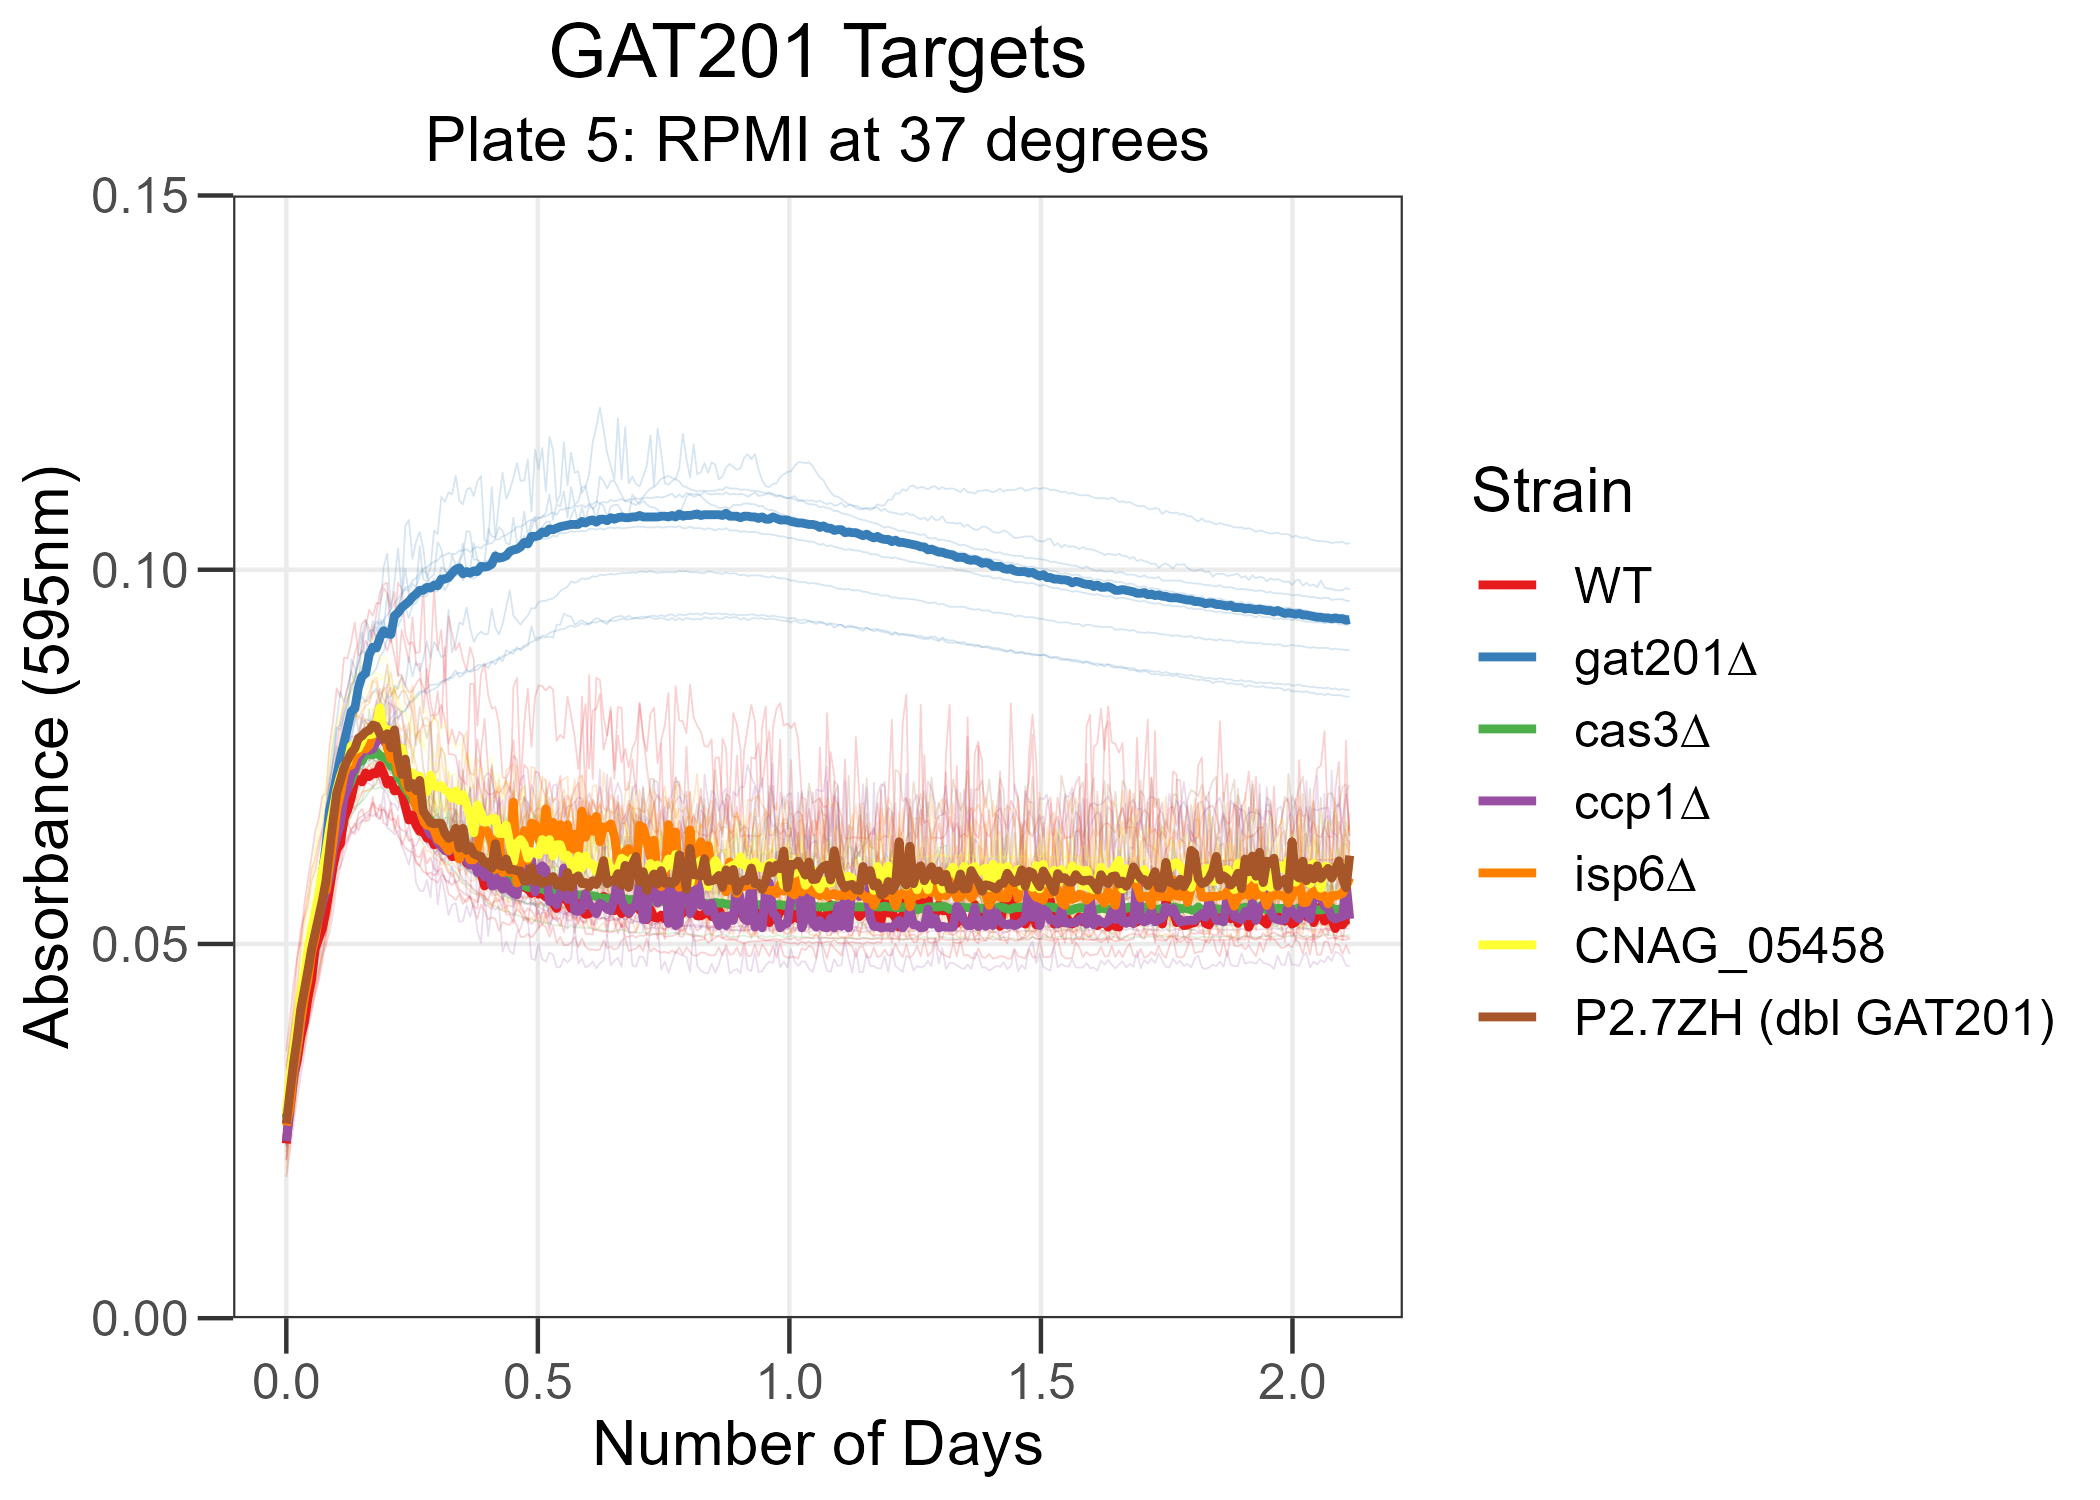 GAT201 Targets
Plate 5: RPMI at 37 degrees
Absorbance (595nm)
0.15
0.10
0.05
0.00
0.0 0.5 1.0 1.5 2.0
Number of Days
Strain
WT
gat201Δ
cas3Δ
ccp1Δ
isp6Δ
CNAG_05458
P2.7ZH (dbl GAT201)